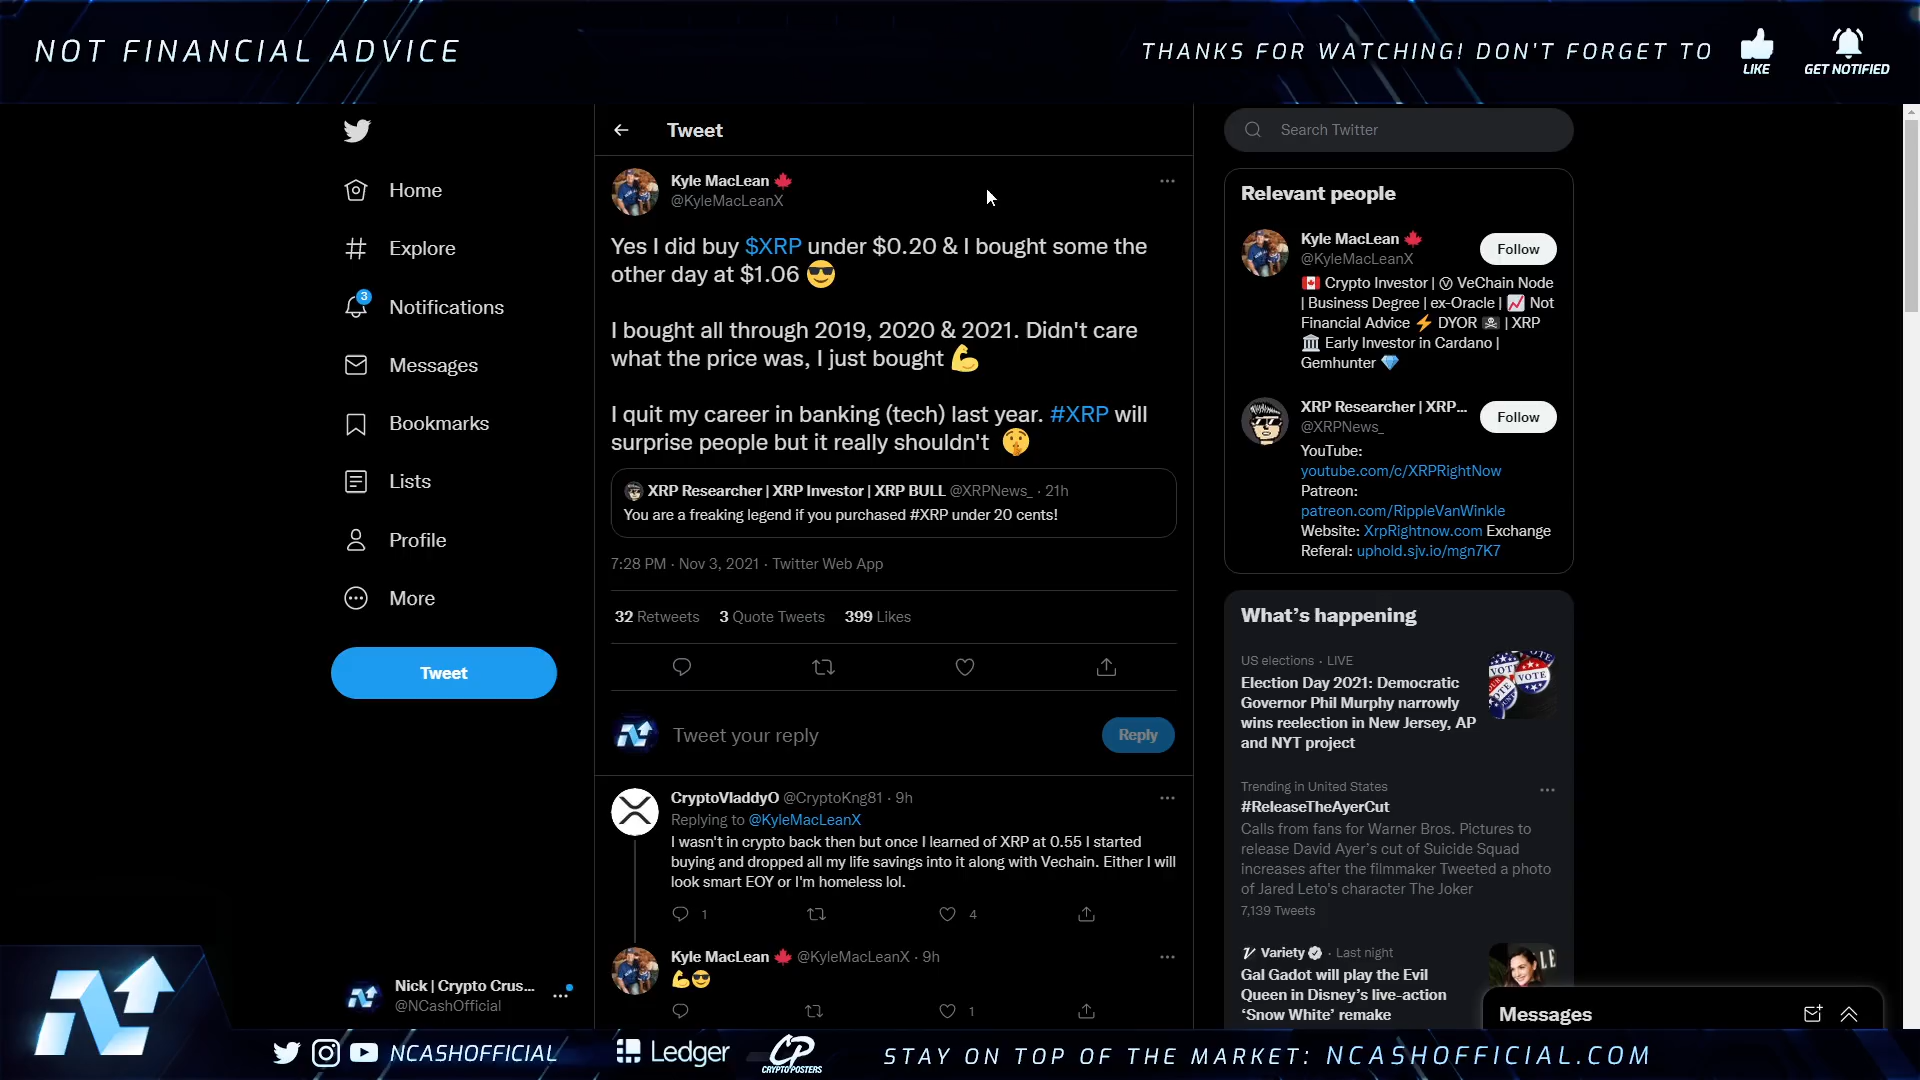 NOT FINANCIAL ADVICE
THANKS FOR WATCHING! DON'T FORGET TO
LIKE
GET NOTIFIED
Home
Explore
3
Notifications
Messages
Bookmarks
Lists
Profile
More
Tweet
Nick | Crypto Crus...
@NCashOfficial
Tweet
Kyle MacLean
@KyleMacLeanX
Yes I did buy $XRP under $0.20 & I bought some the
other day at $1.06
I bought all through 2019, 2020 & 2021. Didn't care
what the price was, I just bought
I quit my career in banking (tech) last year. #XRP will
surprise people but it really shouldn't
XRP Researcher | XRP Investor | XRP BULL @XRPNews_ · 21h
You are a freaking legend if you purchased #XRP under 20 cents!
7:28 PM · Nov 3, 2021 · Twitter Web App
32 Retweets 3 Quote Tweets 399 Likes
Tweet your reply
Reply
CryptoVladdyO @CryptoKng81 · 9h
Replying to @KyleMacLeanX
I wasn't in crypto back then but once I learned of XRP at 0.55 I started
buying and dropped all my life savings into it along with Vechain. Either I will
look smart EOY or I'm homeless lol.
1 4
Kyle MacLean @KyleMacLeanX · 9h
1
Search Twitter
Relevant people
Kyle MacLean
@KyleMacLeanX
Follow
Crypto Investor | Ⓥ VeChain Node
| Business Degree | ex-Oracle | Not
Financial Advice DYOR | XRP
Early Investor in Cardano |
Gemhunter
XRP Researcher | XRP...
@XRPNews_
Follow
YouTube:
youtube.com/c/XRPRightNow
Patreon:
patreon.com/RippleVanWinkle
Website: XrpRightnow.com Exchange
Referal: uphold.sjv.io/mgn7K7
What's happening
US elections · LIVE
Election Day 2021: Democratic
Governor Phil Murphy narrowly
wins reelection in New Jersey, AP
and NYT project
VOTE
VOTE
Trending in United States
#ReleaseTheAyerCut
Calls from fans for Warner Bros. Pictures to
release David Ayer's cut of Suicide Squad
increases after the filmmaker Tweeted a photo
of Jared Leto's character The Joker
7,139 Tweets
Variety · Last night
Gal Gadot will play the Evil
Queen in Disney's live-action
'Snow White' remake
Messages
NCASHOFFICIAL
Ledger
CP
CRYPTOPOSTERS
STAY ON TOP OF THE MARKET: NCASHOFFICIAL.COM